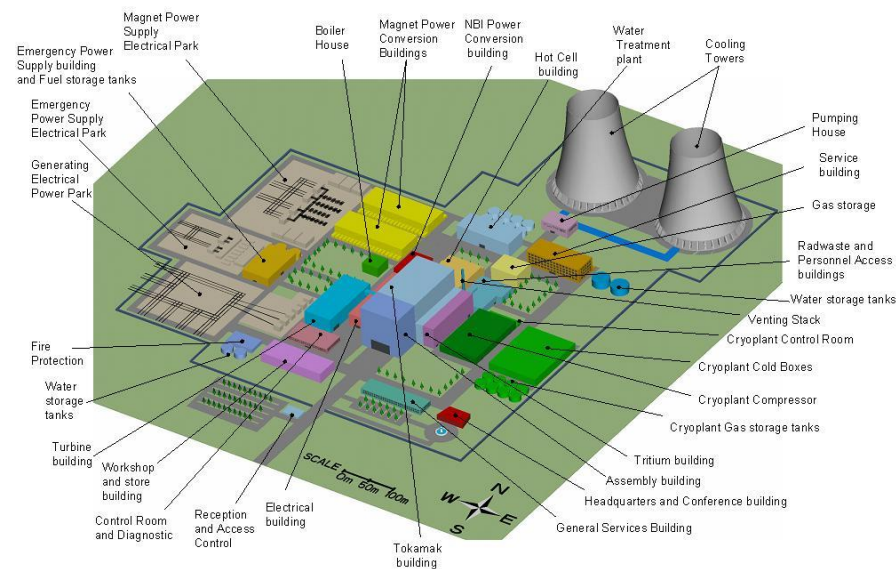 Magnet Power
Supply
Electrical Park
Boiler
House
Magnet Power
Conversion
Buildings
NBI Power
Conversion
building
Hot Cell
building
Water
Treatment
plant
Cooling
Towers
Emergency Power
Supply building
and Fuel storage tanks
Emergency
Power Supply
Electrical Park
Generating
Electrical
Power Park
Pumping
House
Service
building
Gas storage
Radwaste and
Personnel Access
buildings
Water storage tanks
Venting Stack
Cryoplant Control Room
Cryoplant Cold Boxes
Cryoplant Compressor
Cryoplant Gas storage tanks
Tritium building
Assembly building
Headquarters and Conference building
General Services Building
Fire
Protection
Water
storage
tanks
Turbine
building
Workshop
and store
building
Control Room
and Diagnostic
Reception
and Access
Control
Electrical
building
Tokamak
building
SCALE
0m 50m 100m
N
W
E
S